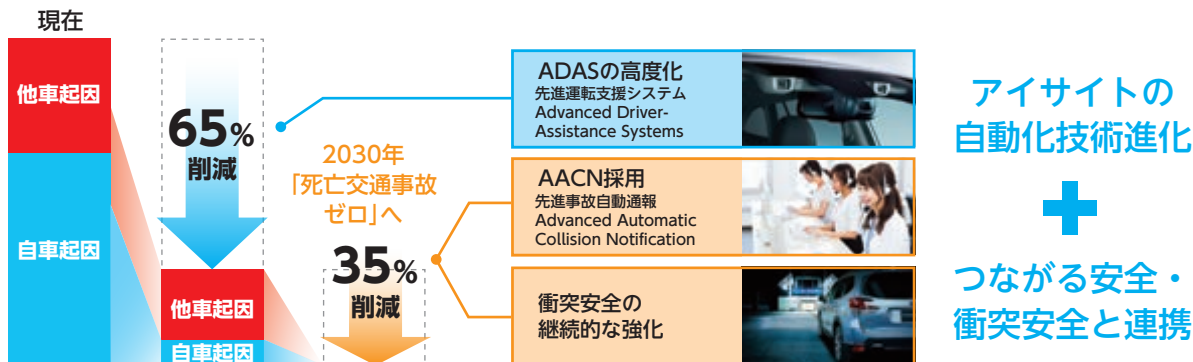 現在
他車起因
自車起因
65%
削減
他車起因
自車起因
2030年
「死亡交通事故
ゼロ」へ
35%
削減
ADASの高度化
先進運転支援システム
Advanced Driver-
Assistance Systems
AACN採用
先進事故自動通報
Advanced Automatic
Collision Notification
衝突安全の
継続的な強化
アイサイトの
自動化技術進化
+
つながる安全・
衝突安全と連携